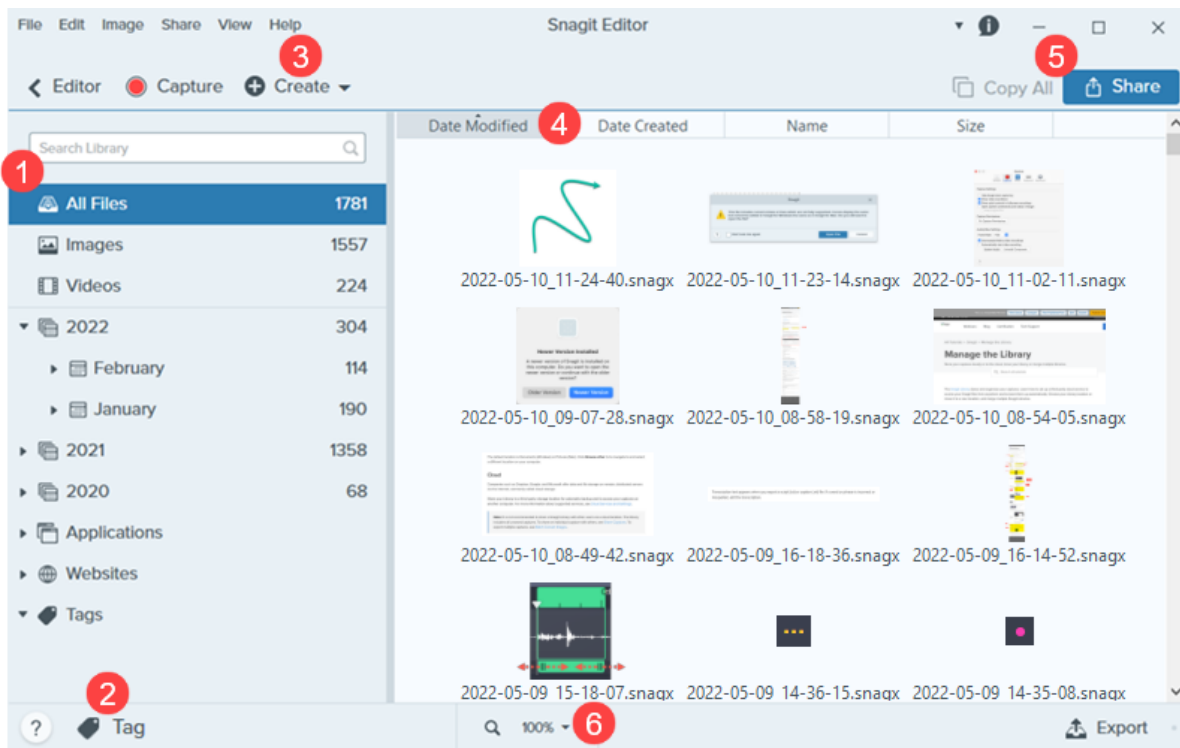 File Edit Image Share View Help
Snagit Editor
3
5
Editor Capture Create
Copy All Share
Date Modified 4 Date Created Name Size
Search Library
1
All Files 1781
Images 1557
Videos 224
2022 304
February 114
January 190
2021 1358
2020 68
Applications
Websites
Tags
2022-05-10_11-24-40.snagx 2022-05-10_11-23-14.snagx 2022-05-10_11-02-11.snagx
Newer Version Installed
Older Version Newer Version
Manage the Library
2022-05-10_09-07-28.snagx 2022-05-10_08-58-19.snagx 2022-05-10_08-54-05.snagx
Cloud
2022-05-10_08-49-42.snagx 2022-05-09_16-18-36.snagx 2022-05-09_16-14-52.snagx
2022-05-09_15-18-07.snagx 2022-05-09_14-36-15.snagx 2022-05-09_14-35-08.snagx
2
? Tag
100% 6
Export